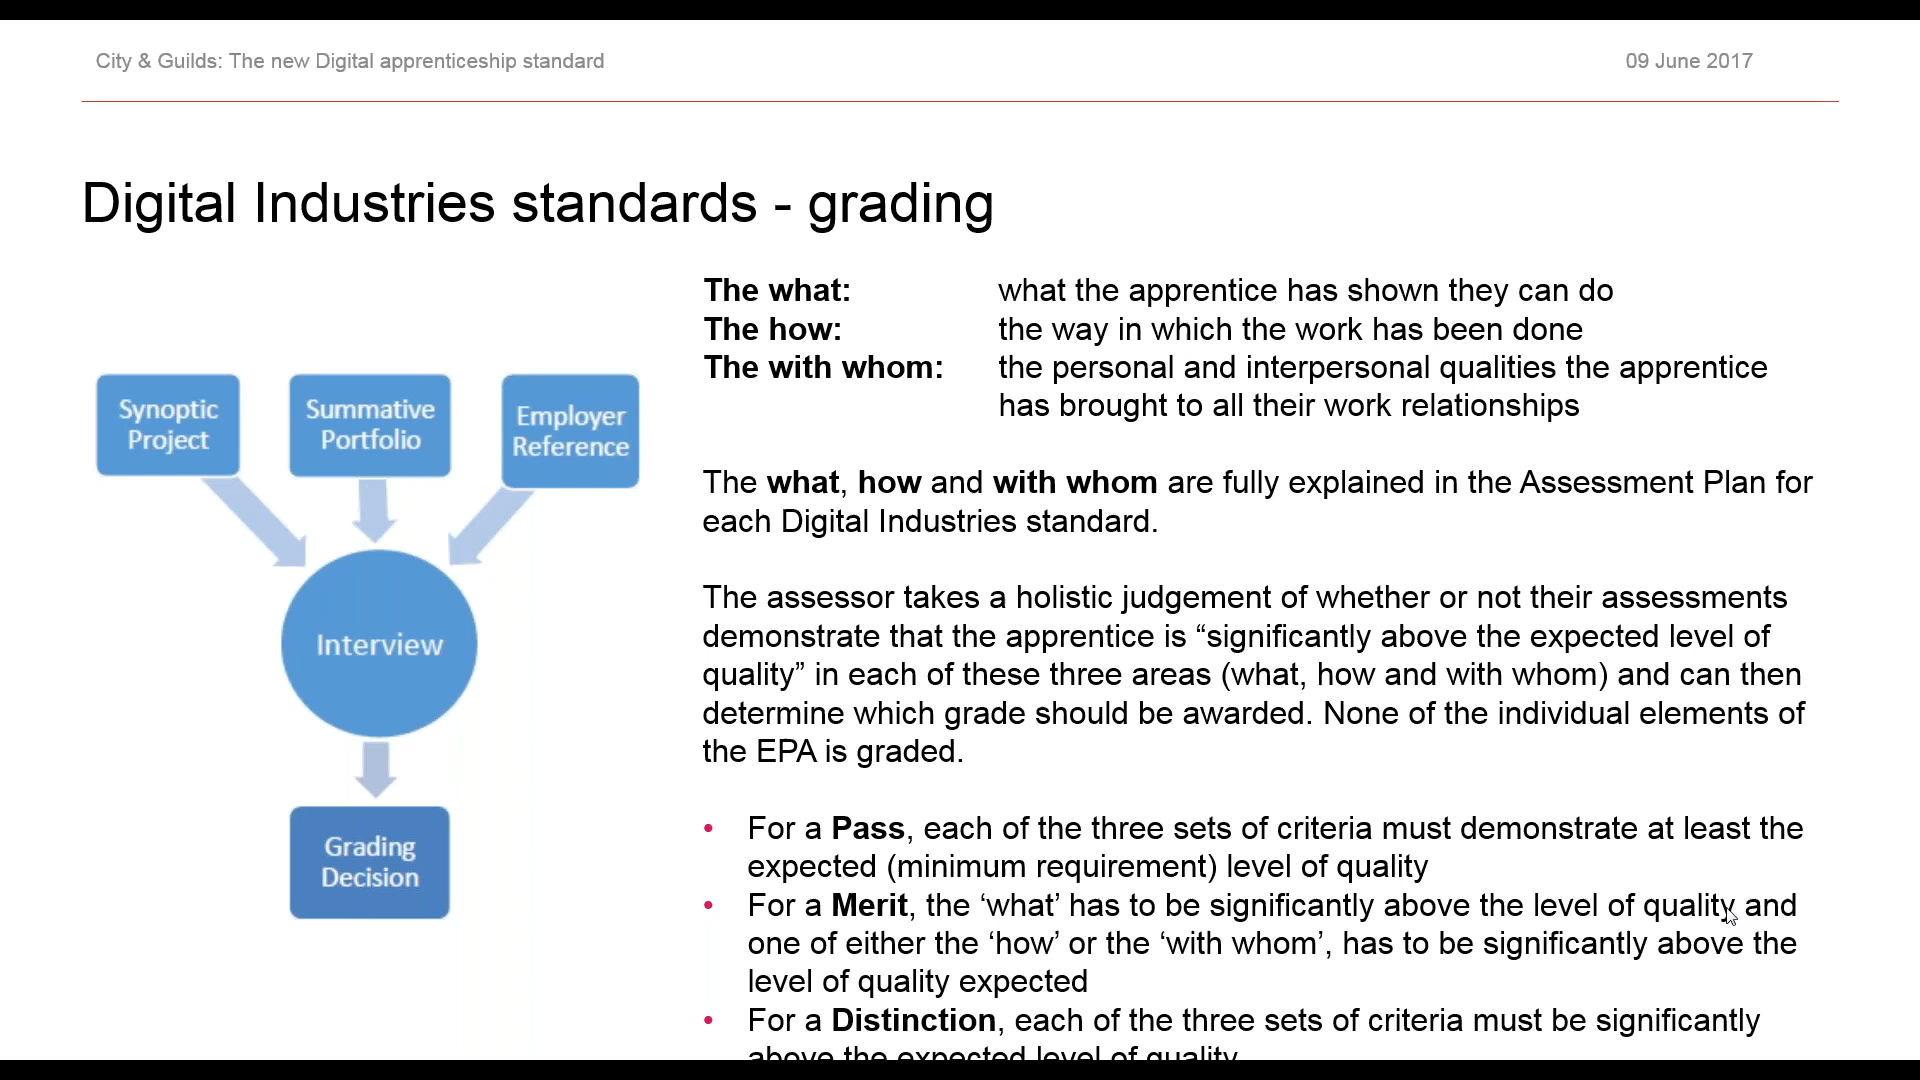 City & Guilds: The new Digital apprenticeship standard
09 June 2017
Digital Industries standards - grading
Synoptic
Project
Summative
Portfolio
Employer
Reference
Interview
Grading
Decision
The what: what the apprentice has shown they can do
The how: the way in which the work has been done
The with whom: the personal and interpersonal qualities the apprentice
has brought to all their work relationships
The what, how and with whom are fully explained in the Assessment Plan for
each Digital Industries standard.
The assessor takes a holistic judgement of whether or not their assessments
demonstrate that the apprentice is “significantly above the expected level of
quality” in each of these three areas (what, how and with whom) and can then
determine which grade should be awarded. None of the individual elements of
the EPA is graded.
• For a Pass, each of the three sets of criteria must demonstrate at least the
expected (minimum requirement) level of quality
• For a Merit, the ‘what’ has to be significantly above the level of quality and
one of either the ‘how’ or the ‘with whom’, has to be significantly above the
level of quality expected
• For a Distinction, each of the three sets of criteria must be significantly
above the expected level of quality